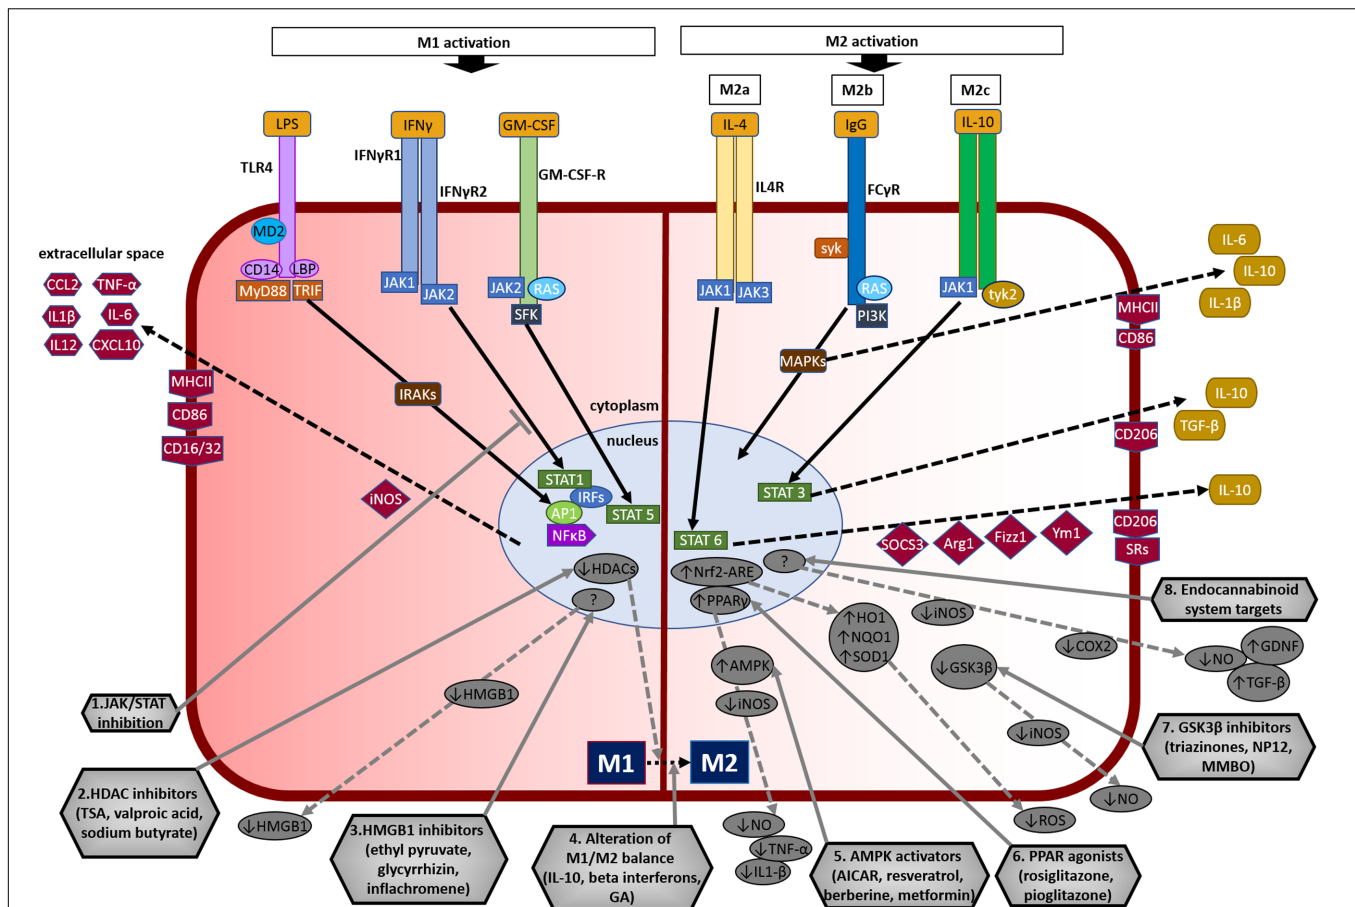 M1 activation
M2 activation
M2a
M2b
M2c
LPS
IFNγ
GM-CSF
IL-4
IgG
IL-10
TLR4
IFNγR1
IFNγR2
GM-CSF-R
IL4R
FCγR
MD2
CD14
LBP
MyD88
TRIF
JAK1
JAK2
JAK2
RAS
SFK
JAK1
JAK3
syk
RAS
PI3K
JAK1
tyk2
extracellular space
CCL2
TNF-α
IL1β
IL-6
IL12
CXCL10
MHCII
CD86
CD16/32
IL-6
IL-10
IL-1β
MHCII
CD86
IRAKs
MAPKs
cytoplasm
nucleus
IL-10
TGF-β
CD206
iNOS
STAT1
IRFs
AP1
STAT 5
NFκB
STAT 3
STAT 6
IL-10
SOCS3
Arg1
Fizz1
Ym1
CD206
SRs
↓HDACs
?
↑Nrf2-ARE
↑PPARγ
?
↑HO1
↑NQO1
↑SOD1
↓iNOS
↓COX2
↓NO
↑GDNF
↑TGF-β
↓HMGB1
↑AMPK
↓iNOS
↓GSK3β
↓iNOS
↓NO
M1
M2
↓HMGB1
↓NO
↓TNF-α
↓IL1-β
↓ROS
1.JAK/STAT
inhibition
2.HDAC inhibitors
(TSA, valproic acid,
sodium butyrate)
3.HMGB1 inhibitors
(ethyl pyruvate,
glycyrrhizin,
inflachromene)
4. Alteration of
M1/M2 balance
(IL-10, beta interferons,
GA)
5. AMPK activators
(AICAR, resveratrol,
berberine, metformin)
6. PPAR agonists
(rosiglitazone,
pioglitazone)
7. GSK3β inhibitors
(triazinones, NP12,
MMBO)
8. Endocannabinoid
system targets